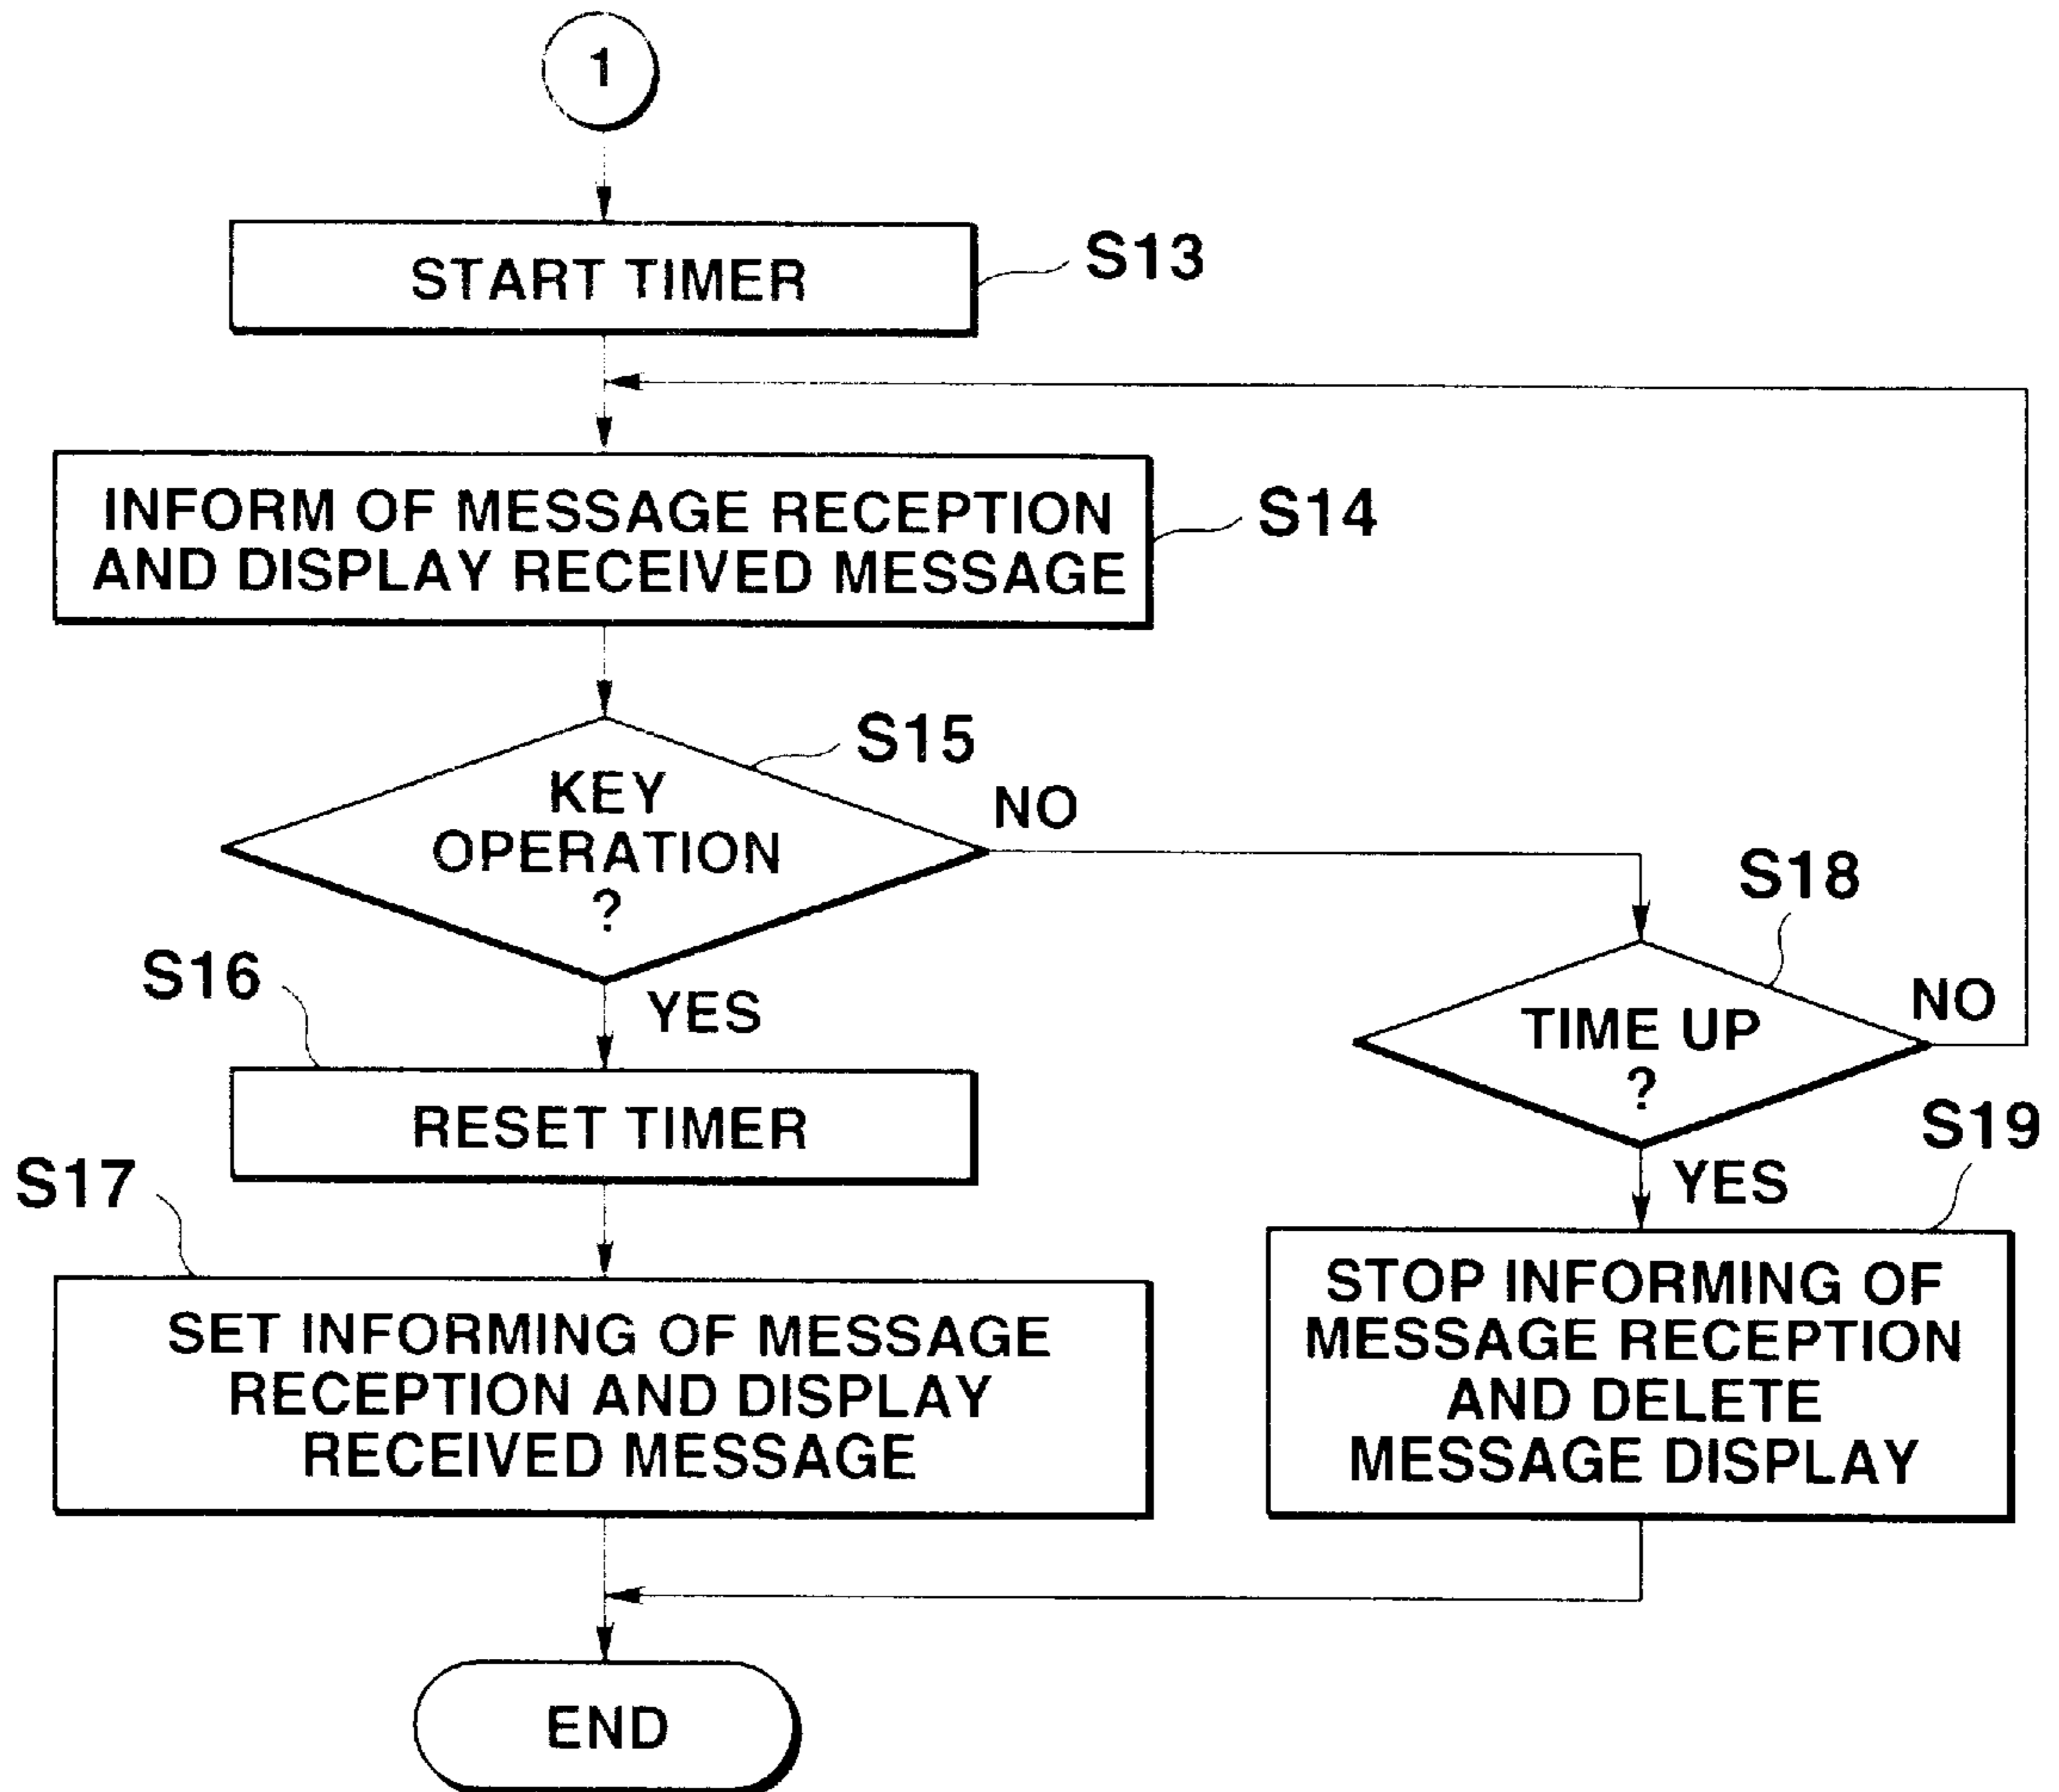 1
START TIMER
S13
INFORM OF MESSAGE RECEPTION
AND DISPLAY RECEIVED MESSAGE
S14
S15
KEY
OPERATION
?
NO
YES
S16
RESET TIMER
S17
SET INFORMING OF MESSAGE
RECEPTION AND DISPLAY
RECEIVED MESSAGE
S18
TIME UP
?
NO
YES
S19
STOP INFORMING OF
MESSAGE RECEPTION
AND DELETE
MESSAGE DISPLAY
END